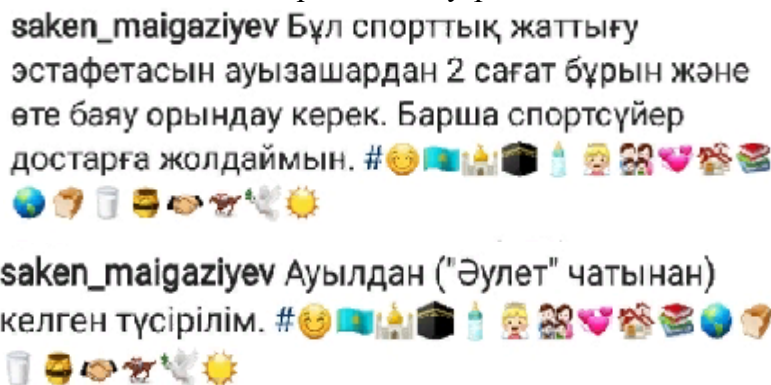 saken_maigaziyev Бұл спорттық жаттығу
эстафетасын ауызашардан 2 сағат бұрын және
өте баяу орындау керек. Барша спортсүйер
достарға жолдаймын. #😊🇰🇿🕌🕋🍼👸👨‍👩‍👧‍👦💞🏘📚
🌍🍞🥛🍯🤝🏇🕊☀
saken_maigaziyev Ауылдан ("Әулет" чатынан)
келген түсірілім. #😊🇰🇿🕌🕋🍼👸👨‍👩‍👧‍👦💞🏘📚🌍🍞
🥛🍯🤝🏇🕊☀